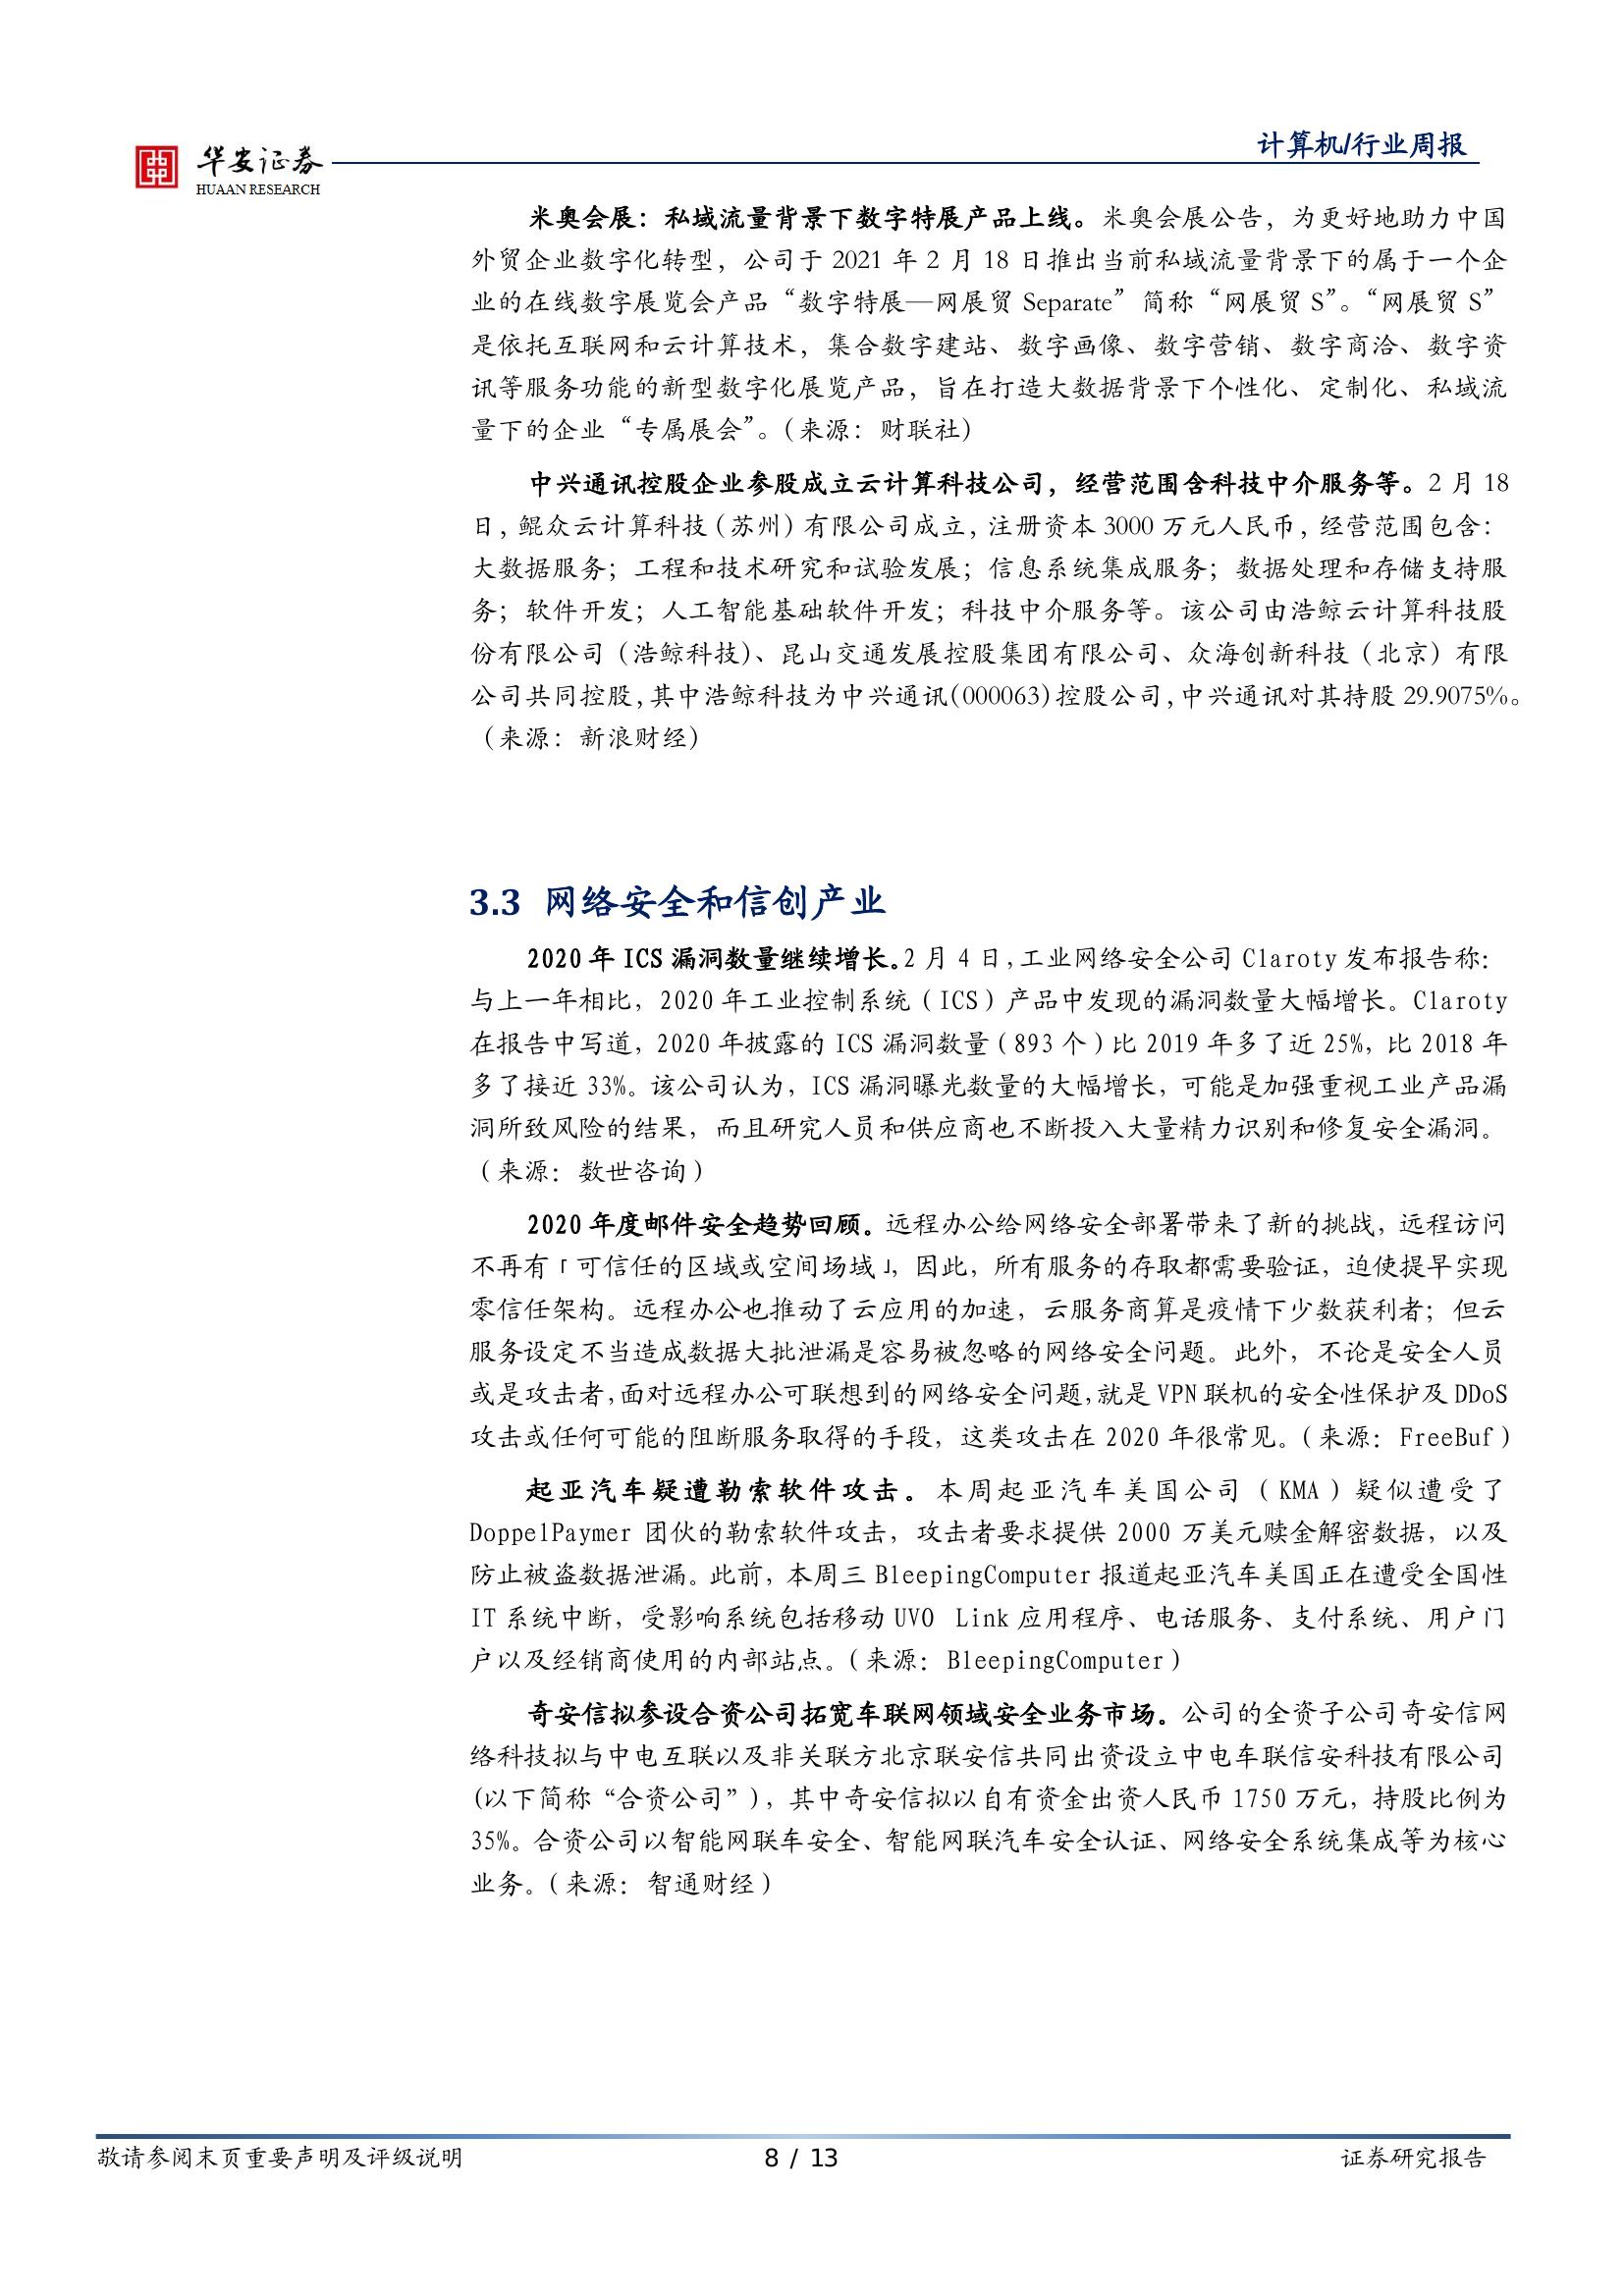 华安证券
HUAAN RESEARCH
计算机/行业周报
米奥会展：私域流量背景下数字特展产品上线。米奥会展公告，为更好地助力中国
外贸企业数字化转型，公司于 2021 年 2 月 18 日推出当前私域流量背景下的属于一个企
业的在线数字展览会产品“数字特展—网展贸 Separate” 简称“网展贸 S”。“网展贸 S”
是依托互联网和云计算技术，集合数字建站、数字画像、数字营销、数字商洽、数字资
讯等服务功能的新型数字化展览产品，旨在打造大数据背景下个性化、定制化、私域流
量下的企业“专属展会”。（来源：财联社）
中兴通讯控股企业参股成立云计算科技公司，经营范围含科技中介服务等。2 月 18
日，鲲众云计算科技（苏州）有限公司成立，注册资本 3000 万元人民币，经营范围包含：
大数据服务；工程和技术研究和试验发展；信息系统集成服务；数据处理和存储支持服
务；软件开发；人工智能基础软件开发；科技中介服务等。该公司由浩鲸云计算科技股
份有限公司（浩鲸科技）、昆山交通发展控股集团有限公司、众海创新科技（北京）有限
公司共同控股，其中浩鲸科技为中兴通讯(000063)控股公司，中兴通讯对其持股 29.9075%。
（来源：新浪财经）
3.3 网络安全和信创产业
2020 年 ICS 漏洞数量继续增长。2 月 4 日，工业网络安全公司 Claroty 发布报告称：
与上一年相比，2020 年工业控制系统（ICS）产品中发现的漏洞数量大幅增长。Claroty
在报告中写道，2020 年披露的 ICS 漏洞数量（893 个）比 2019 年多了近 25%，比 2018 年
多了接近 33%。该公司认为，ICS 漏洞曝光数量的大幅增长，可能是加强重视工业产品漏
洞所致风险的结果，而且研究人员和供应商也不断投入大量精力识别和修复安全漏洞。
（来源：数世咨询）
2020 年度邮件安全趋势回顾。远程办公给网络安全部署带来了新的挑战，远程访问
不再有「可信任的区域或空间场域」，因此，所有服务的存取都需要验证，迫使提早实现
零信任架构。远程办公也推动了云应用的加速，云服务商算是疫情下少数获利者；但云
服务设定不当造成数据大批泄漏是容易被忽略的网络安全问题。此外，不论是安全人员
或是攻击者，面对远程办公可联想到的网络安全问题，就是 VPN 联机的安全性保护及 DDoS
攻击或任何可能的阻断服务取得的手段，这类攻击在 2020 年很常见。（来源：FreeBuf）
起亚汽车疑遭勒索软件攻击。本周起亚汽车美国公司（KMA）疑似遭受了
DoppelPaymer 团伙的勒索软件攻击，攻击者要求提供 2000 万美元赎金解密数据，以及
防止被盗数据泄漏。此前，本周三 BleepingComputer 报道起亚汽车美国正在遭受全国性
IT 系统中断，受影响系统包括移动 UVO Link 应用程序、电话服务、支付系统、用户门
户以及经销商使用的内部站点。（来源：BleepingComputer）
奇安信拟参设合资公司拓宽车联网领域安全业务市场。公司的全资子公司奇安信网
络科技拟与中电互联以及非关联方北京联安信共同出资设立中电车联信安科技有限公司
(以下简称“合资公司”)，其中奇安信拟以自有资金出资人民币 1750 万元，持股比例为
35%。合资公司以智能网联车安全、智能网联汽车安全认证、网络安全系统集成等为核心
业务。（来源：智通财经）
敬请参阅末页重要声明及评级说明
8 / 13
证券研究报告